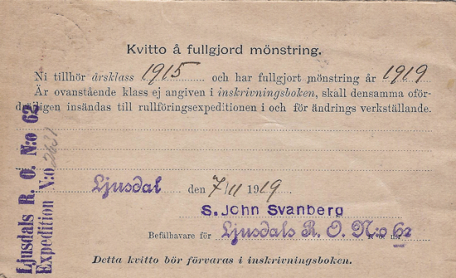 Kvitto å fullgjord mönstring.
Ni tillhör årsklass 1915 och har fullgjort mönstring år 1919
Är ovanstående klass ej angiven i inskrivningsboken, skall densamma oför-
dröjligen insändas till rullföringsexpeditionen i och för ändrings verkställande.
Ljusdal den 7/11 1919
S. John Svanberg
Befälhavare för Ljusdals R. O. N:o 62
Detta kvitto bör förvaras i inskrivningsboken.
Ljusdals R. O. N:o 62
Expedition N:o